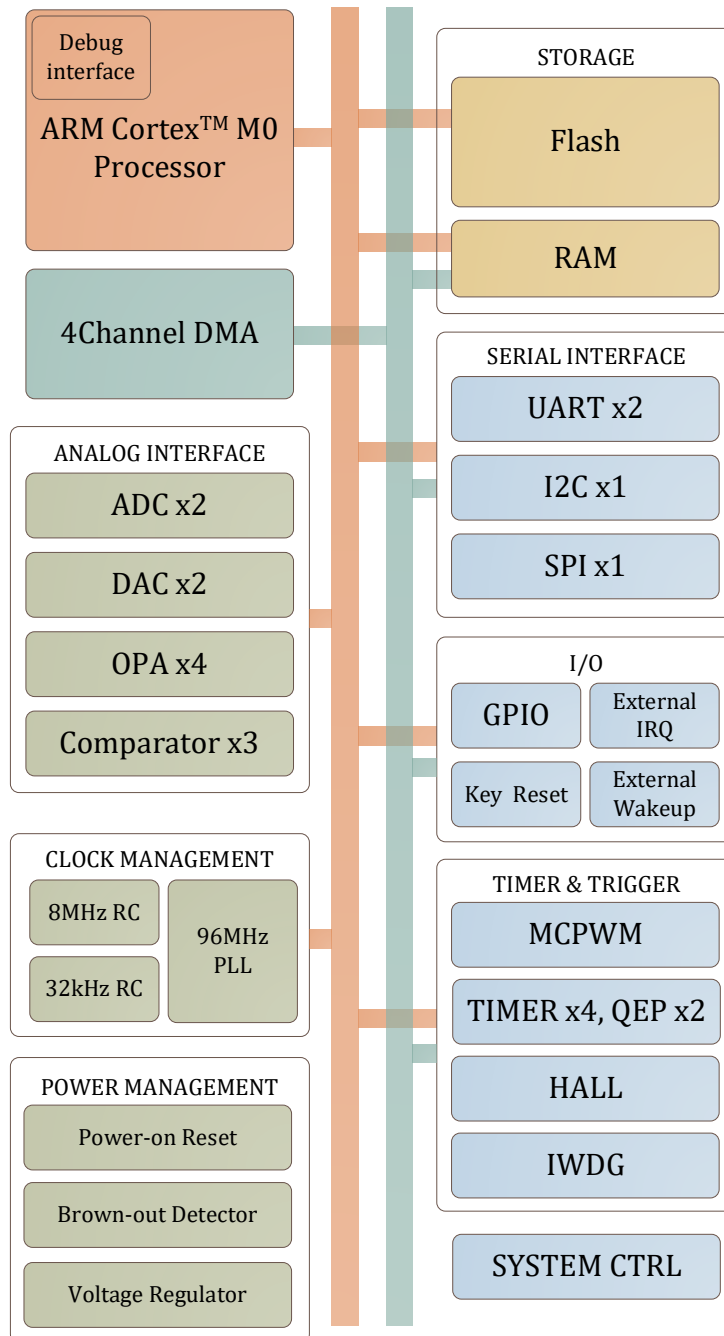 Debug
interface
ARM Cortex™ M0
Processor
4Channel DMA
ANALOG INTERFACE
ADC x2
DAC x2
OPA x4
Comparator x3
CLOCK MANAGEMENT
8MHz RC
32kHz RC
96MHz
PLL
POWER MANAGEMENT
Power-on Reset
Brown-out Detector
Voltage Regulator
STORAGE
Flash
RAM
SERIAL INTERFACE
UART x2
I2C x1
SPI x1
I/O
GPIO
External
IRQ
Key Reset
External
Wakeup
TIMER & TRIGGER
MCPWM
TIMER x4, QEP x2
HALL
IWDG
SYSTEM CTRL